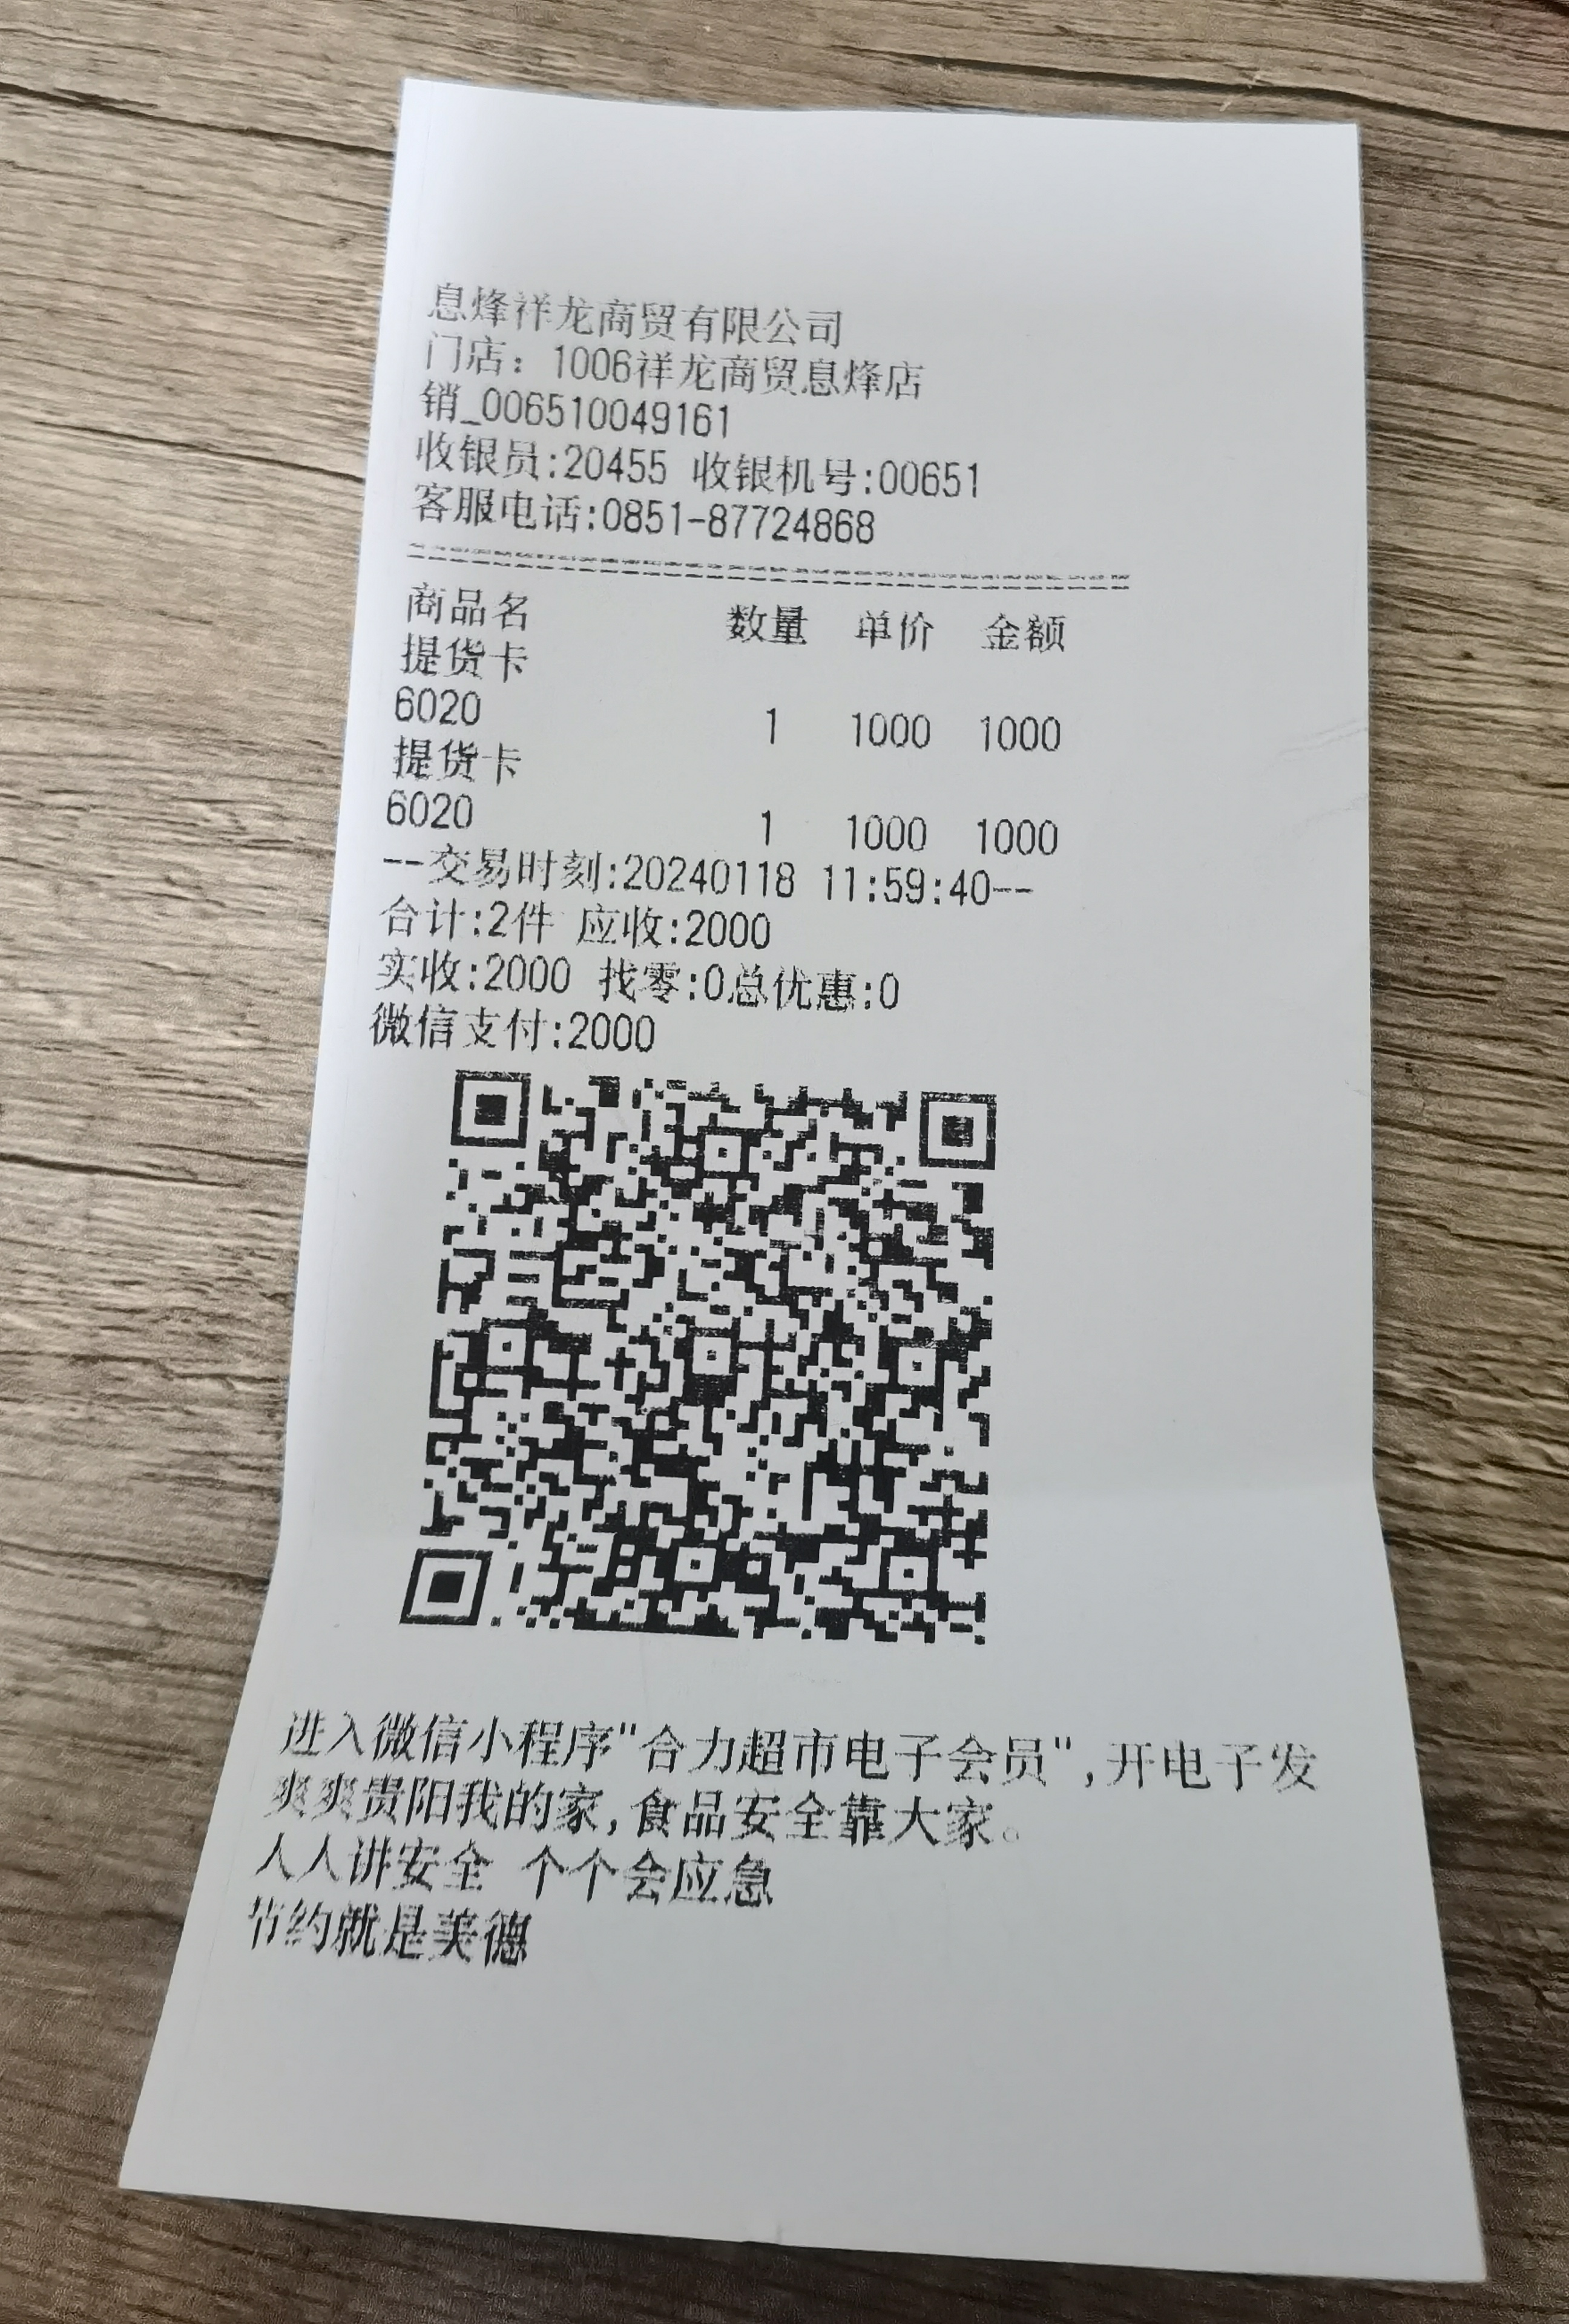 息烽祥龙商贸有限公司
门店：1006祥龙商贸息烽店
销_006510049161
收银员:20455 收银机号:00651
客服电话:0851-87724868
商品名 数量 单价 金额
提货卡
6020 1 1000 1000
提货卡
6020 1 1000 1000
--交易时刻:20240118 11:59:40--
合计:2件 应收:2000
实收:2000 找零:0总优惠:0
微信支付:2000
进入微信小程序"合力超市电子会员",开电子发
爽爽贵阳我的家,食品安全靠大家。
人人讲安全 个个会应急
节约就是美德